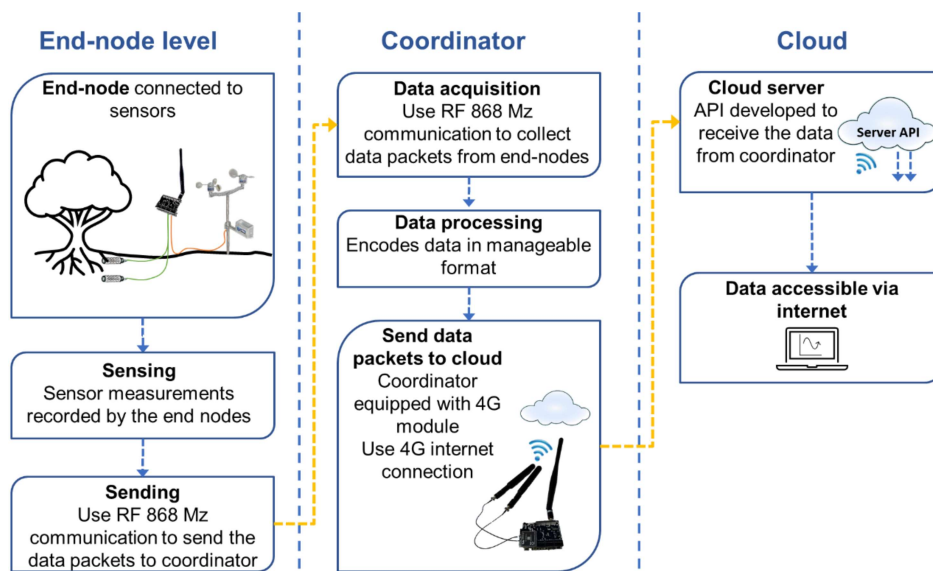 End-node level
End-node connected to
sensors
Sensing
Sensor measurements
recorded by the end nodes
Sending
Use RF 868 Mz
communication to send the
data packets to coordinator
Coordinator
Data acquisition
Use RF 868 Mz
communication to collect
data packets from end-nodes
Data processing
Encodes data in manageable
format
Send data
packets to cloud
Coordinator
equipped with 4G
module
Use 4G internet
connection
Cloud
Cloud server
API developed to
receive the data
from coordinator
Server API
Data accessible via
internet